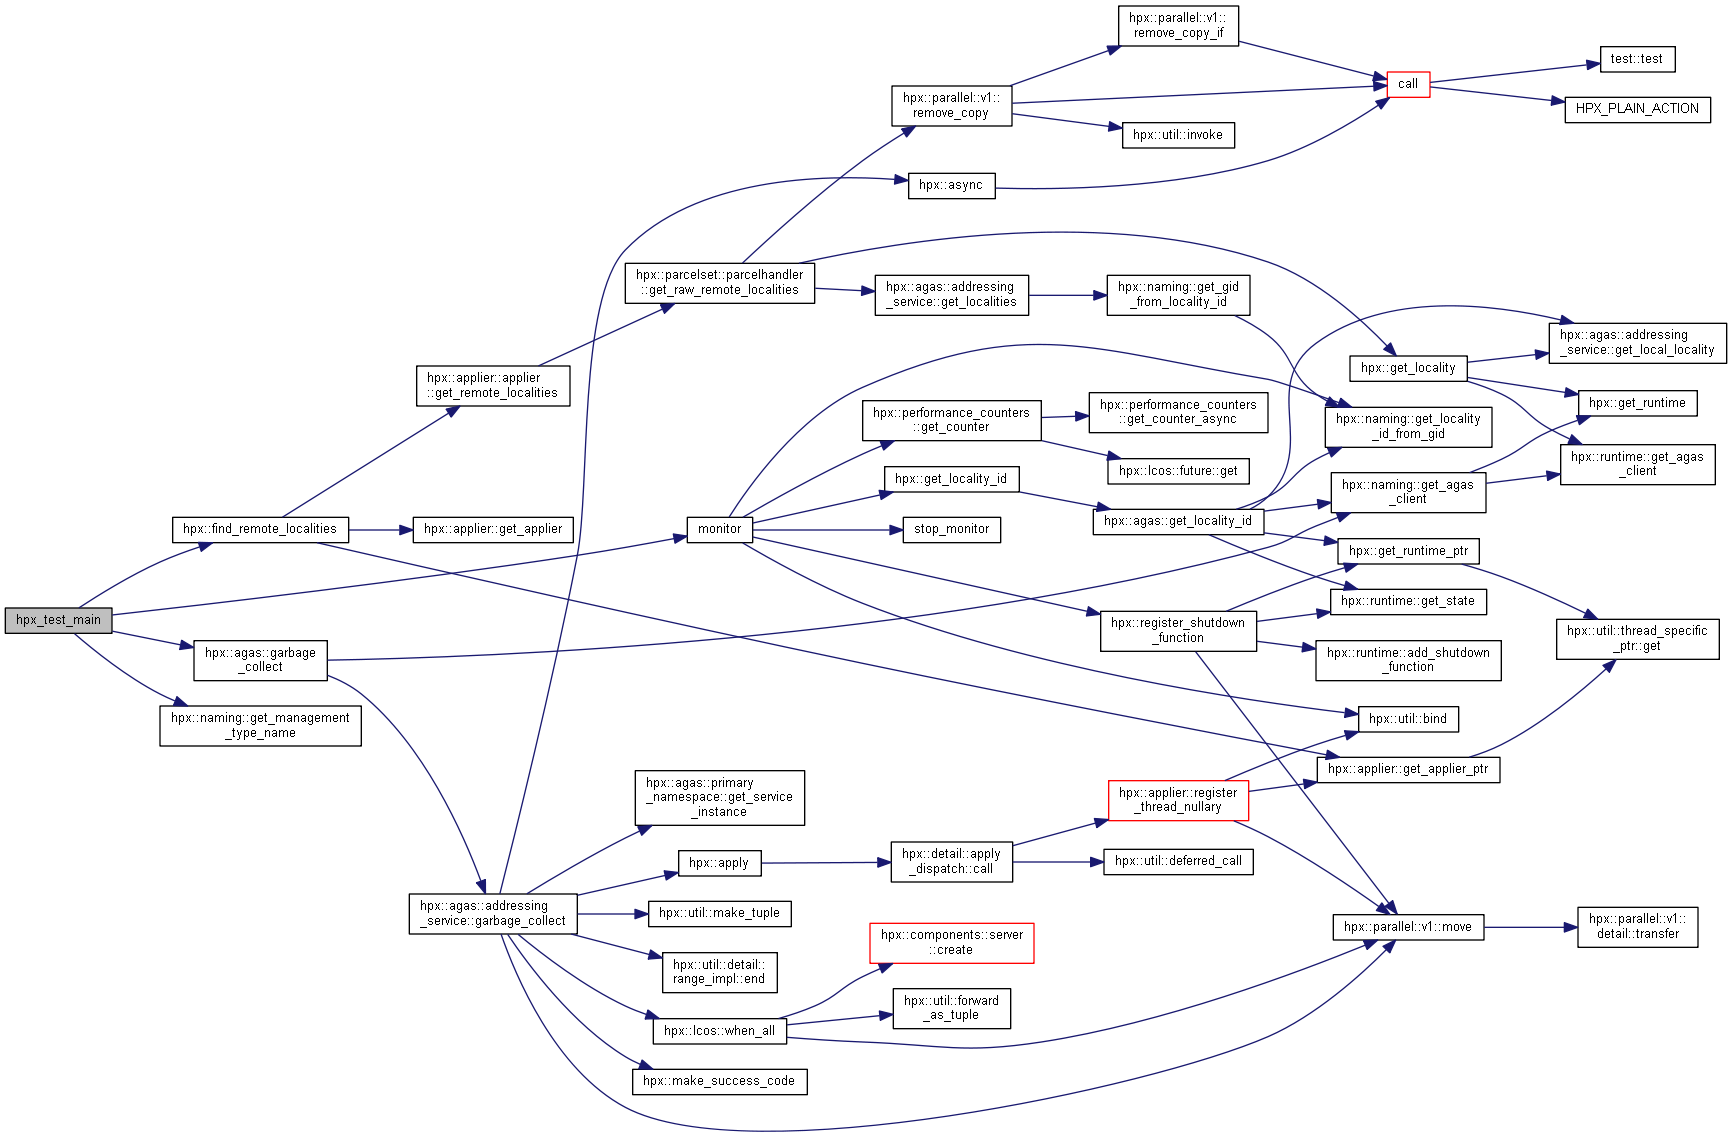 hpx_test_main
hpx::find_remote_localities
hpx::agas::garbage
_collect
hpx::naming::get_management
_type_name
hpx::applier::applier
::get_remote_localities
hpx::applier::get_applier
hpx::agas::addressing
_service::garbage_collect
hpx::parcelset::parcelhandler
::get_raw_remote_localities
monitor
hpx::agas::primary
_namespace::get_service
_instance
hpx::apply
hpx::util::make_tuple
hpx::util::detail::
range_impl::end
hpx::lcos::when_all
hpx::make_success_code
hpx::parallel::v1::
remove_copy
hpx::async
hpx::agas::addressing
_service::get_localities
hpx::performance_counters
::get_counter
hpx::get_locality_id
stop_monitor
hpx::detail::apply
_dispatch::call
hpx::components::server
::create
hpx::util::forward
_as_tuple
hpx::parallel::v1::
remove_copy_if
hpx::util::invoke
hpx::naming::get_gid
_from_locality_id
hpx::performance_counters
::get_counter_async
hpx::lcos::future::get
hpx::agas::get_locality_id
hpx::register_shutdown
_function
hpx::applier::register
_thread_nullary
hpx::util::deferred_call
call
hpx::get_locality
hpx::naming::get_locality
_id_from_gid
hpx::naming::get_agas
_client
hpx::get_runtime_ptr
hpx::runtime::get_state
hpx::runtime::add_shutdown
_function
hpx::util::bind
hpx::applier::get_applier_ptr
hpx::parallel::v1::move
test::test
HPX_PLAIN_ACTION
hpx::agas::addressing
_service::get_local_locality
hpx::get_runtime
hpx::runtime::get_agas
_client
hpx::util::thread_specific
_ptr::get
hpx::parallel::v1::
detail::transfer